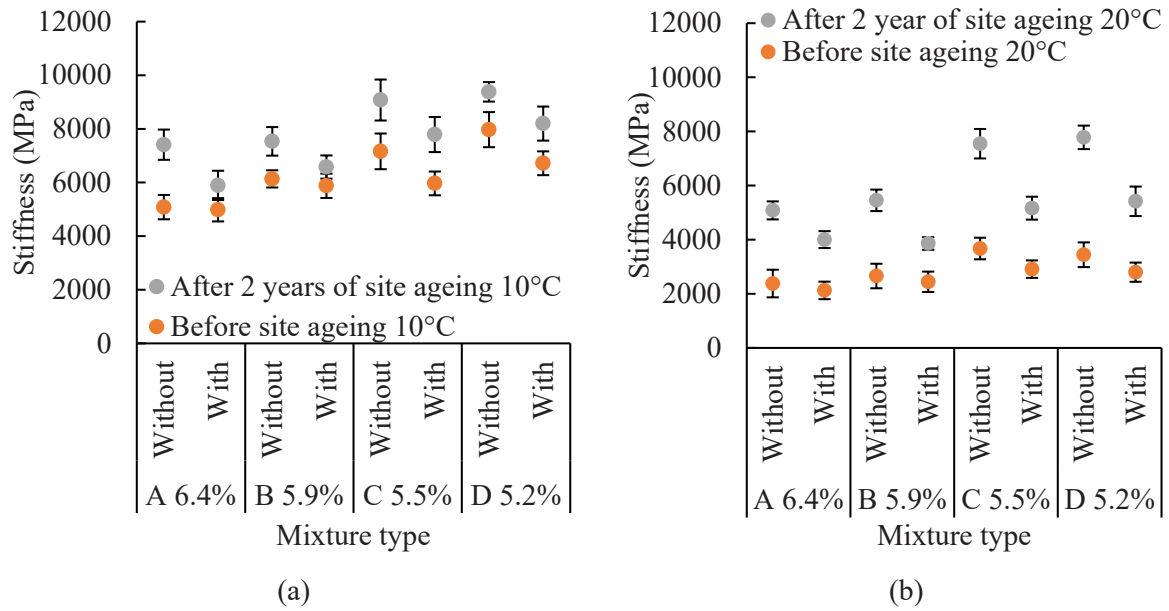 12000
10000
8000
6000
4000
2000
0
Stiffness (MPa)
After 2 years of site ageing 10°C
Before site ageing 10°C
Without
With
Without
With
Without
With
Without
With
A 6.4%
B 5.9%
C 5.5%
D 5.2%
Mixture type
(a)
After 2 year of site ageing 20°C
Before site ageing 20°C
12000
10000
8000
6000
4000
2000
0
Stiffness (MPa)
Without
With
Without
With
Without
With
Without
With
A 6.4%
B 5.9%
C 5.5%
D 5.2%
Mixture type
(b)